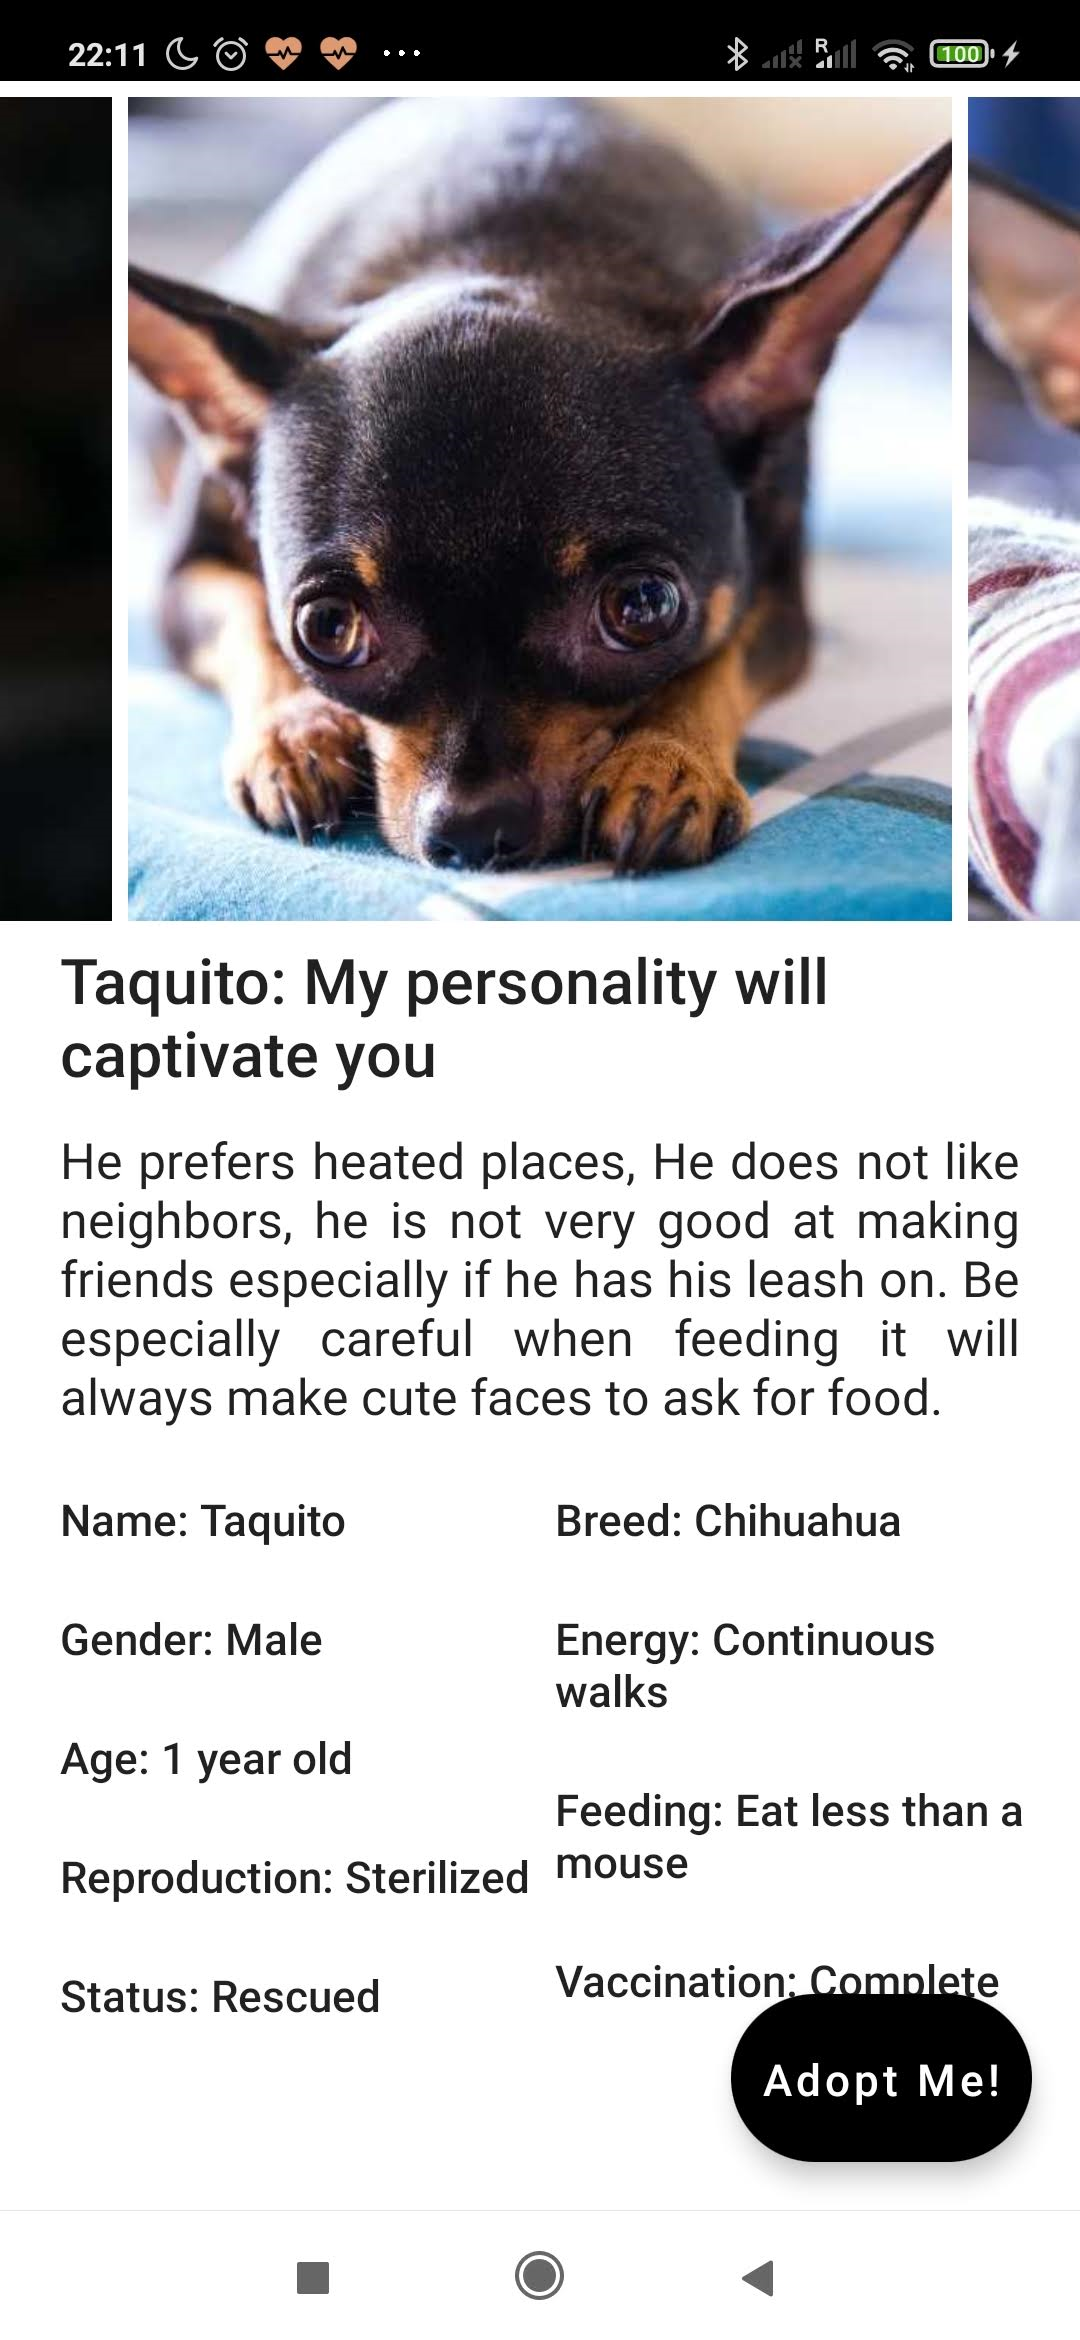 22:11
R
100
Taquito: My personality will
captivate you
He prefers heated places, He does not like
neighbors, he is not very good at making
friends especially if he has his leash on. Be
especially careful when feeding it will
always make cute faces to ask for food.
Name: Taquito
Gender: Male
Age: 1 year old
Reproduction: Sterilized
Status: Rescued
Breed: Chihuahua
Energy: Continuous
walks
Feeding: Eat less than a
mouse
Vaccination: Complete
Adopt Me!